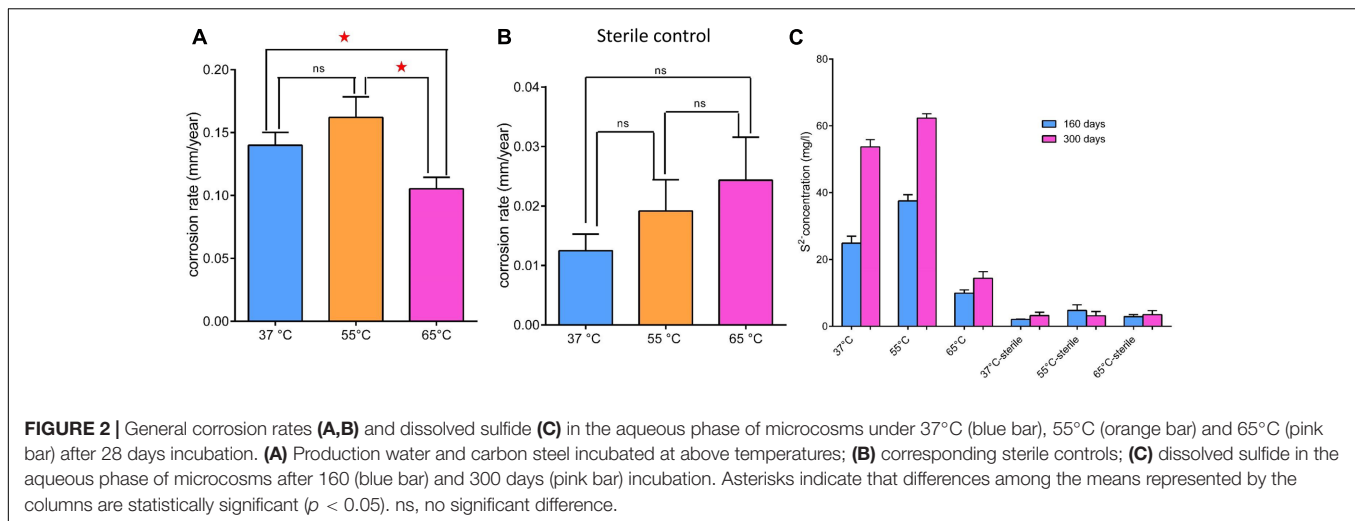 A
★
ns
★
corrosion rate (mm/year)
0.20
0.15
0.10
0.05
0.00
37 °C
55°C
65°C
B
Sterile control
ns
ns
ns
corrosion rate (mm/year)
0.04
0.03
0.02
0.01
0.00
37 °C
55 °C
65 °C
C
S²⁻concentration (mg/l)
80
60
40
20
0
160 days
300 days
37°C
55°C
65°C
37°C-sterile
55°C-sterile
65°C-sterile
FIGURE 2 | General corrosion rates (A,B) and dissolved sulfide (C) in the aqueous phase of microcosms under 37°C (blue bar), 55°C (orange bar) and 65°C (pink
bar) after 28 days incubation. (A) Production water and carbon steel incubated at above temperatures; (B) corresponding sterile controls; (C) dissolved sulfide in the
aqueous phase of microcosms after 160 (blue bar) and 300 days (pink bar) incubation. Asterisks indicate that differences among the means represented by the
columns are statistically significant (p < 0.05). ns, no significant difference.